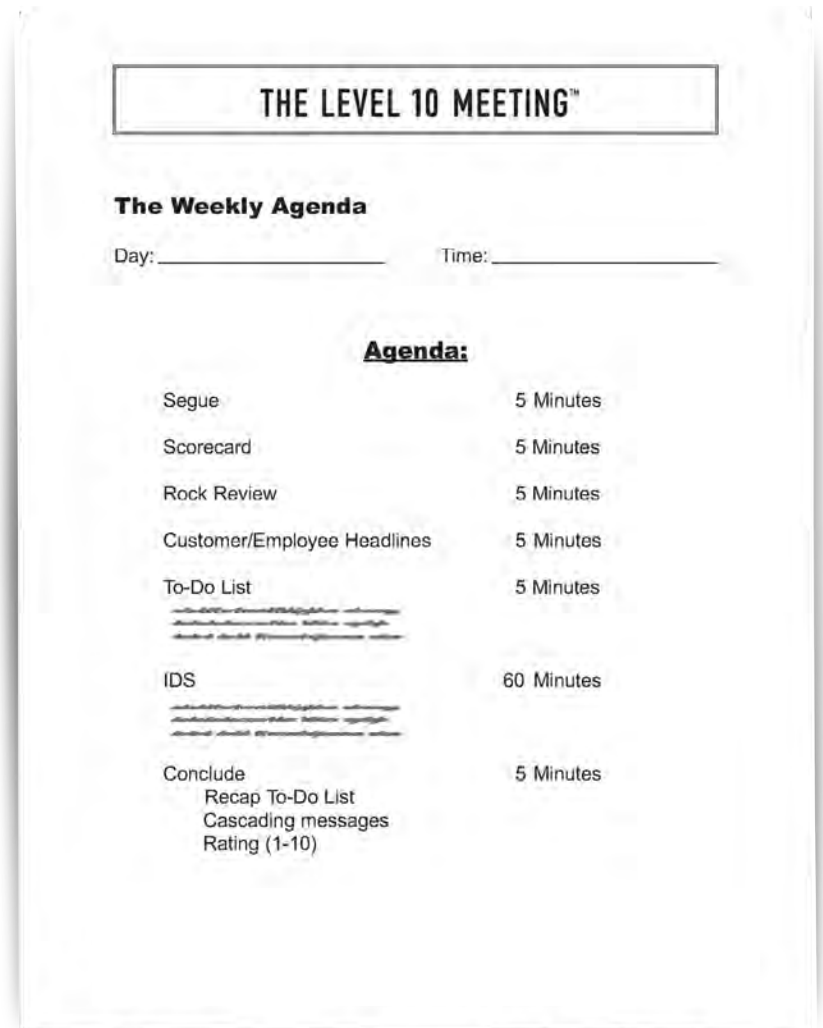 THE LEVEL 10 MEETING™
The Weekly Agenda
Day: Time:
Agenda:
Segue 5 Minutes
Scorecard 5 Minutes
Rock Review 5 Minutes
Customer/Employee Headlines 5 Minutes
To-Do List 5 Minutes
IDS 60 Minutes
Conclude 5 Minutes
Recap To-Do List
Cascading messages
Rating (1-10)